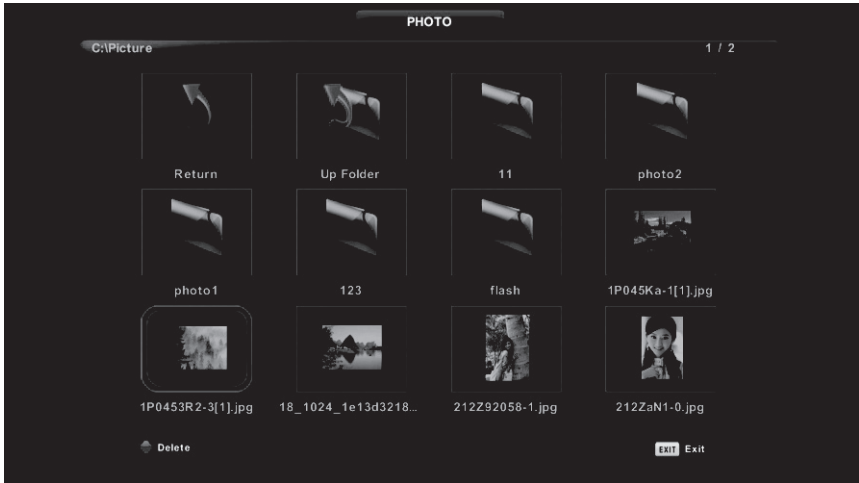 PHOTO
C:\Picture 1 / 2
Return Up Folder 11 photo2
photo1 123 flash 1P045Ka-1[1].jpg
1P0453R2-3[1].jpg 18_1024_1e13d3218... 212Z92058-1.jpg 212ZaN1-0.jpg
Delete EXIT Exit